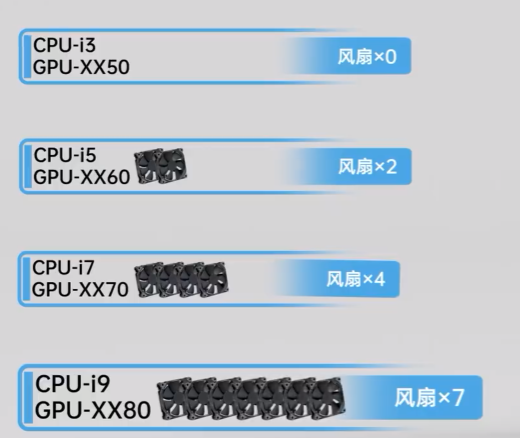 CPU-i3
GPU-XX50
风扇×0
CPU-i5
GPU-XX60
风扇×2
CPU-i7
GPU-XX70
风扇×4
CPU-i9
GPU-XX80
风扇×7